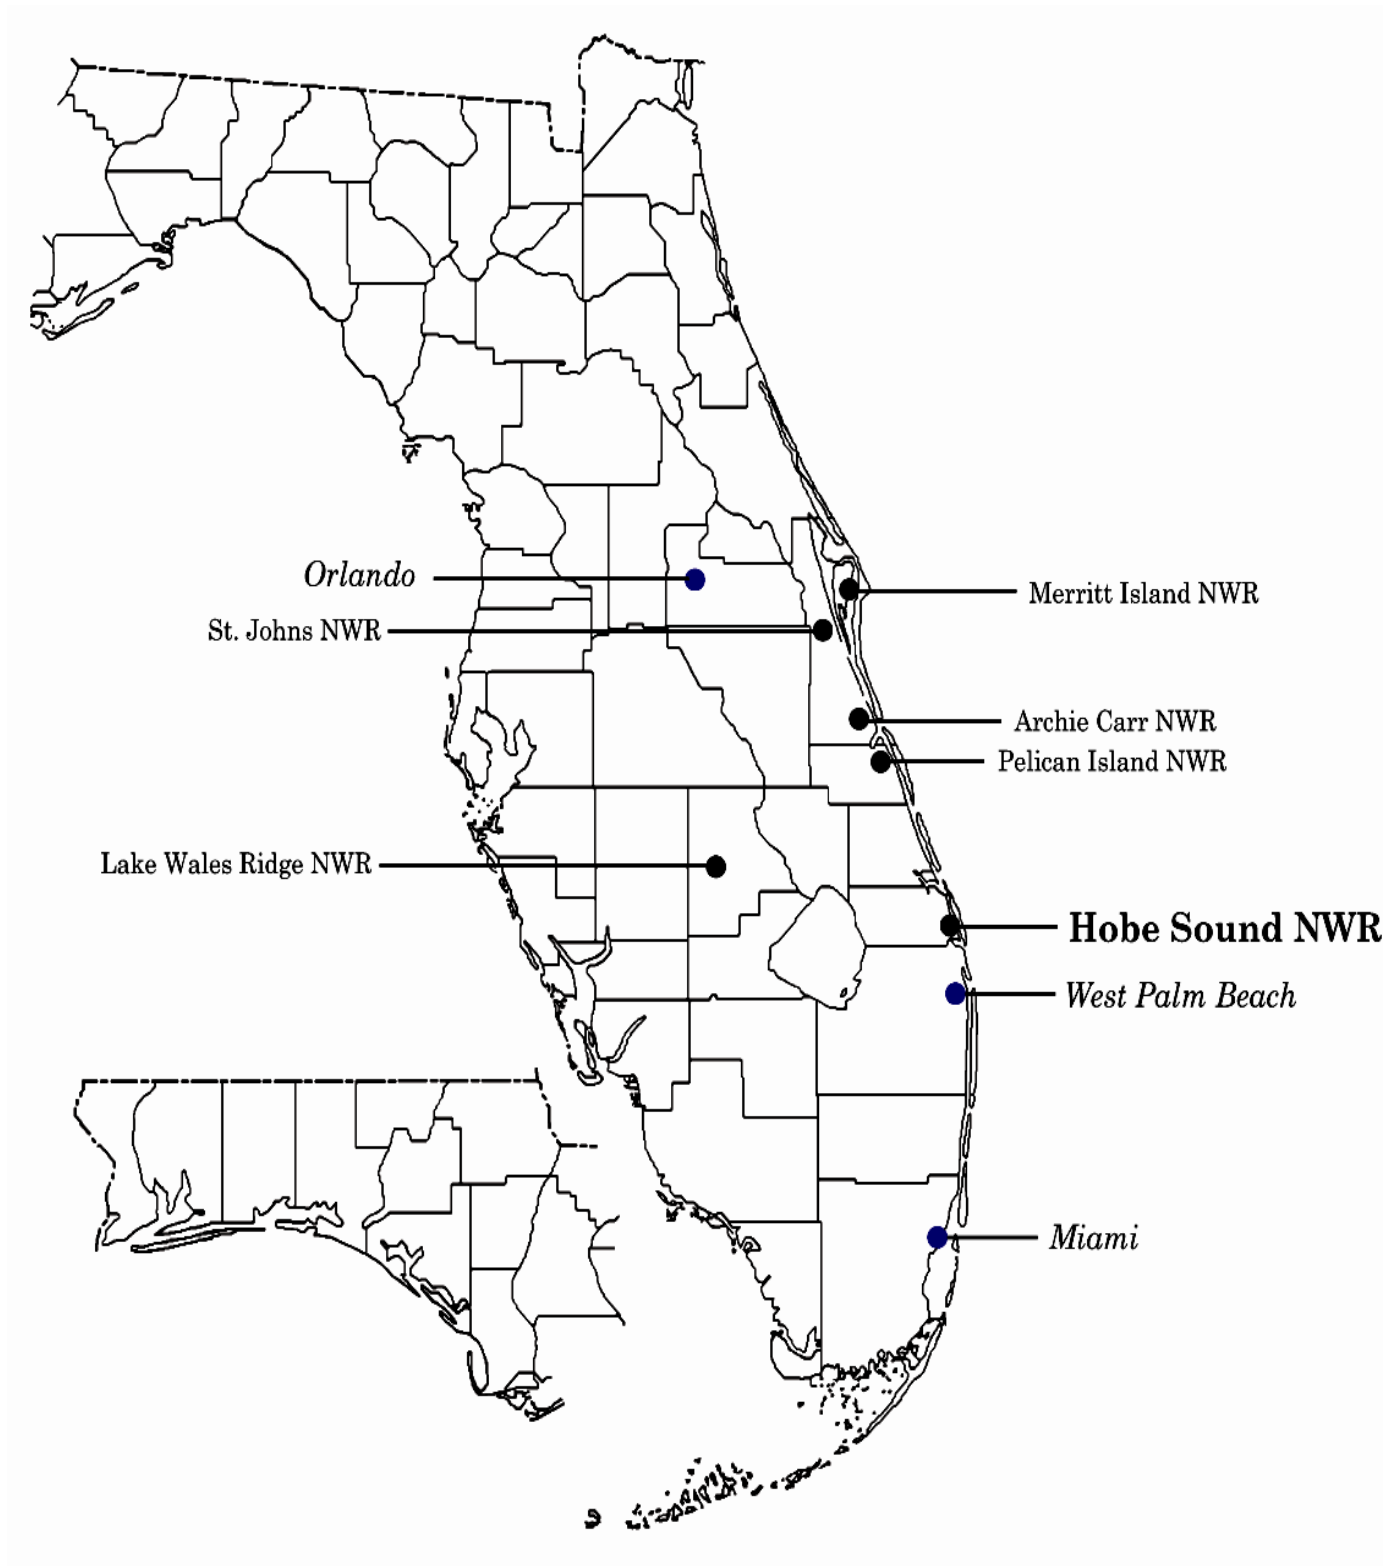 Orlando
Merritt Island NWR
St. Johns NWR
Archie Carr NWR
Pelican Island NWR
Lake Wales Ridge NWR
Hobe Sound NWR
West Palm Beach
Miami